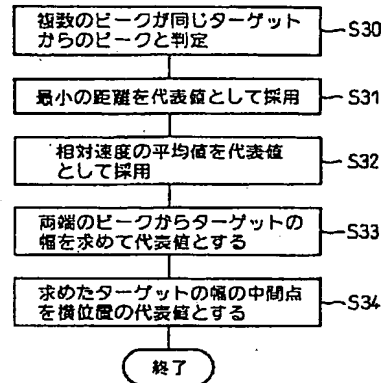 複数のピークが同じターゲット
からのピークと判定
S30
最小の距離を代表値として採用
S31
相対速度の平均値を代表値
として採用
S32
両端のピークからターゲットの
幅を求めて代表値とする
S33
求めたターゲットの幅の中間点
を横位置の代表値とする
S34
終了